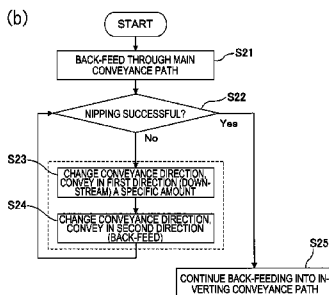 (b)
START
S21
BACK-FEED THROUGH MAIN
CONVEYANCE PATH
S22
NIPPING SUCCESSFUL?
Yes
No
S23
CHANGE CONVEYANCE DIRECTION,
CONVEY IN FIRST DIRECTION (DOWN-
STREAM) A SPECIFIC AMOUNT
S24
CHANGE CONVEYANCE DIRECTION,
CONVEY IN SECOND DIRECTION
(BACK-FEED)
S25
CONTINUE BACK-FEEDING INTO IN-
VERTING CONVEYANCE PATH